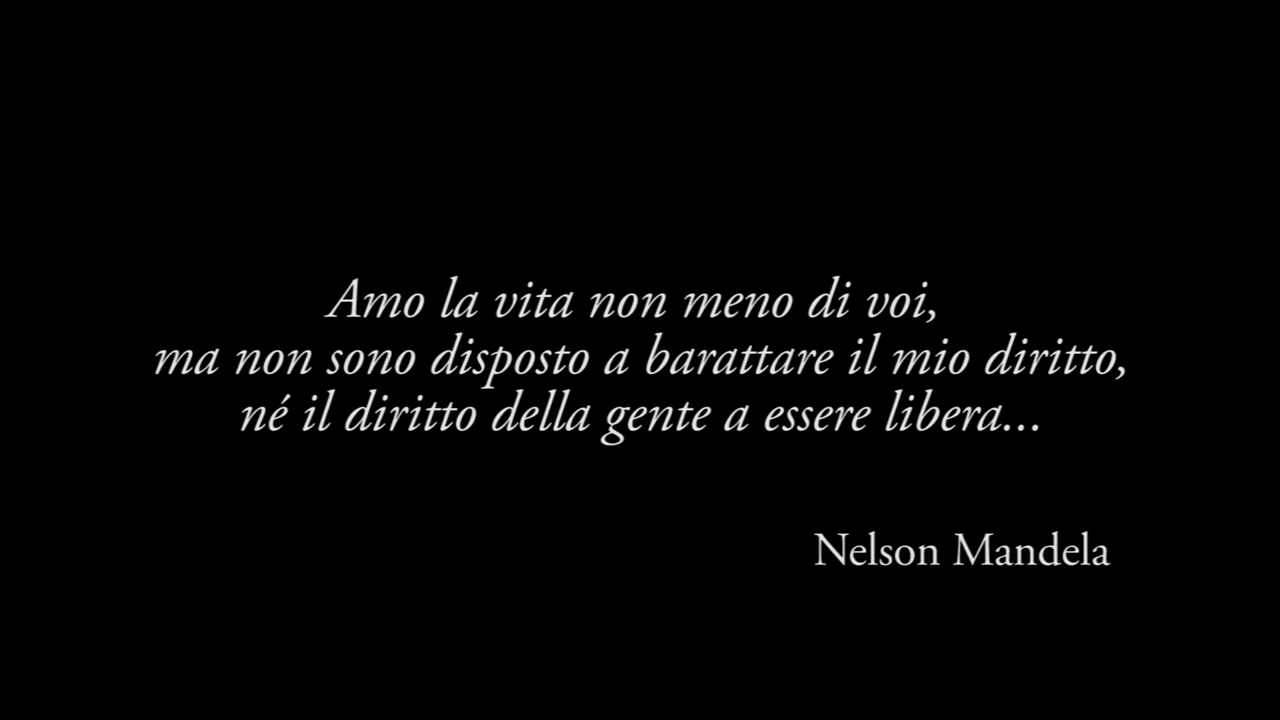 Amo la vita non meno di voi,
ma non sono disposto a barattare il mio diritto,
né il diritto della gente a essere libera...
Nelson Mandela